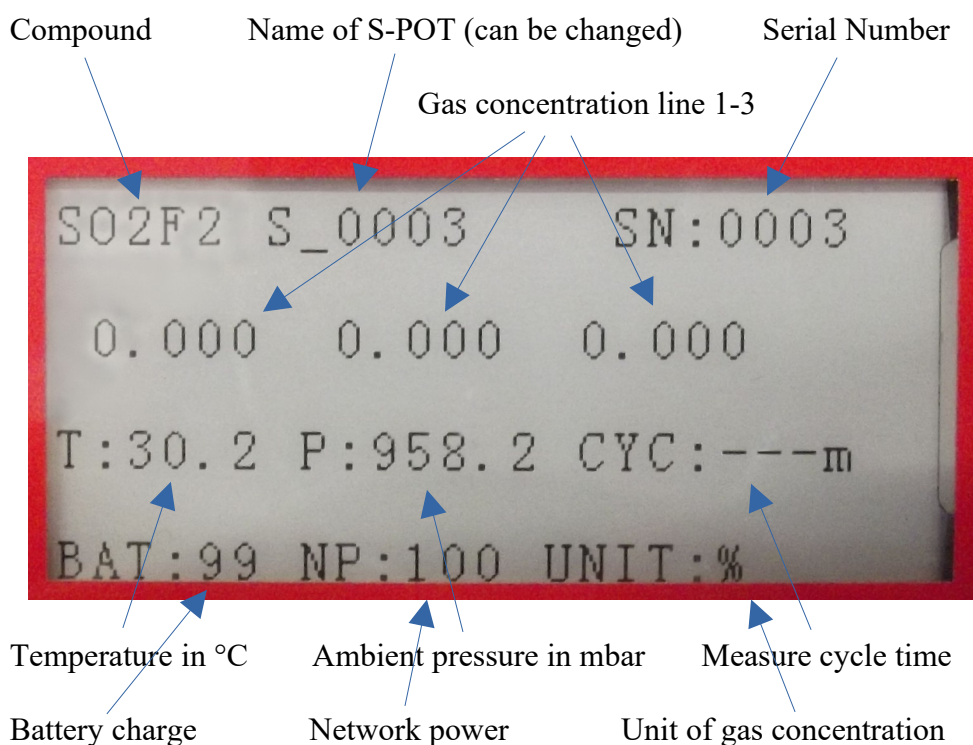 Compound Name of S-POT (can be changed) Serial Number
Gas concentration line 1-3
SO2F2 S_0003 SN:0003
0.000 0.000 0.000
T:30.2 P:958.2 CYC:---m
BAT:99 NP:100 UNIT:%
Temperature in °C Ambient pressure in mbar Measure cycle time
Battery charge Network power Unit of gas concentration